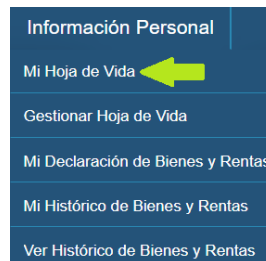 Información Personal
Mi Hoja de Vida
Gestionar Hoja de Vida
Mi Declaración de Bienes y Rentas
Mi Histórico de Bienes y Rentas
Ver Histórico de Bienes y Rentas